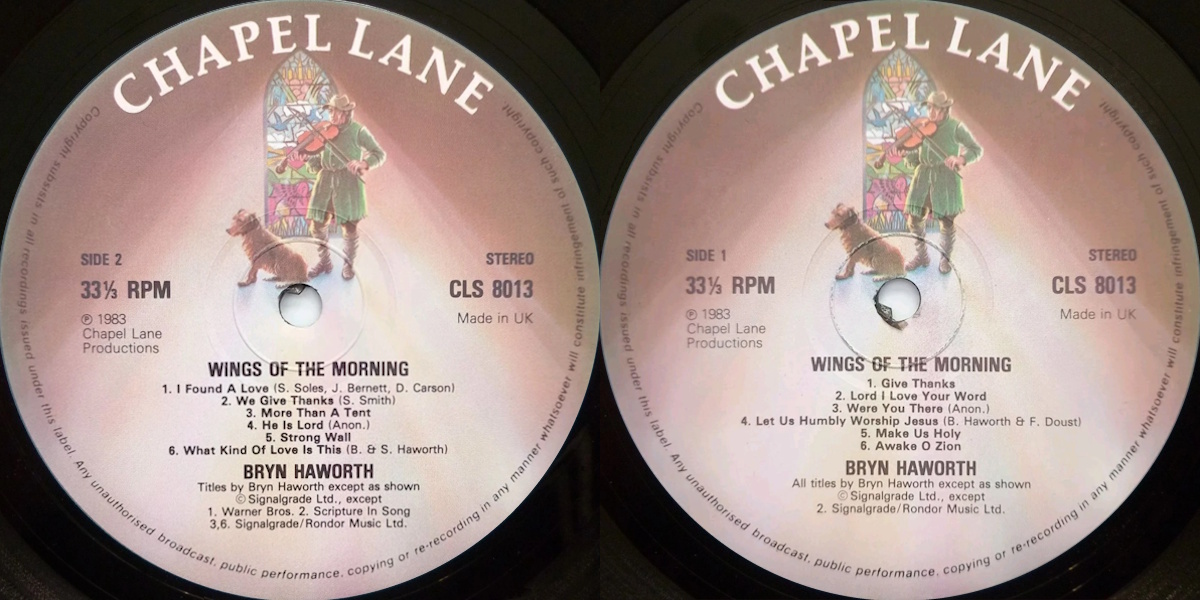 CHAPEL LANE
SIDE 2
STEREO
33⅓ RPM
CLS 8013
℗ 1983
Chapel Lane
Productions
Made in UK
WINGS OF THE MORNING
1. I Found A Love (S. Soles, J. Bernett, D. Carson)
2. We Give Thanks (S. Smith)
3. More Than A Tent
4. He Is Lord (Anon.)
5. Strong Wall
6. What Kind Of Love Is This (B. & S. Haworth)
BRYN HAWORTH
Titles by Bryn Haworth except as shown
© Signalgrade Ltd., except
1. Warner Bros. 2. Scripture In Song
3,6. Signalgrade/Rondor Music Ltd.
Copyright subsists in all recordings issued under this label. Any unauthorised broadcast, public performance, copying or re-recording in any manner whatsoever will constitute infringement of such copyright
CHAPEL LANE
SIDE 1
STEREO
33⅓ RPM
CLS 8013
℗ 1983
Chapel Lane
Productions
Made in UK
WINGS OF THE MORNING
1. Give Thanks
2. Lord I Love Your Word
3. Were You There (Anon.)
4. Let Us Humbly Worship Jesus (B. Haworth & F. Doust)
5. Make Us Holy
6. Awake O Zion
BRYN HAWORTH
All titles by Bryn Haworth except as shown
© Signalgrade Ltd., except
2. Signalgrade/Rondor Music Ltd.
Copyright subsists in all recordings issued under this label. Any unauthorised broadcast, public performance, copying or re-recording in any manner whatsoever will constitute infringement of such copyright